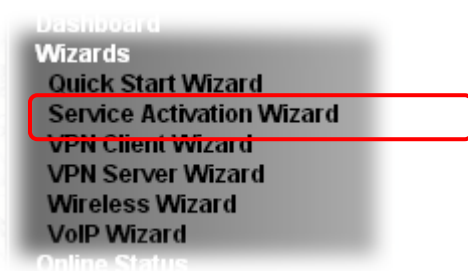 Dashboard
Wizards
Quick Start Wizard
Service Activation Wizard
VPN Client Wizard
VPN Server Wizard
Wireless Wizard
VoIP Wizard
Online Status